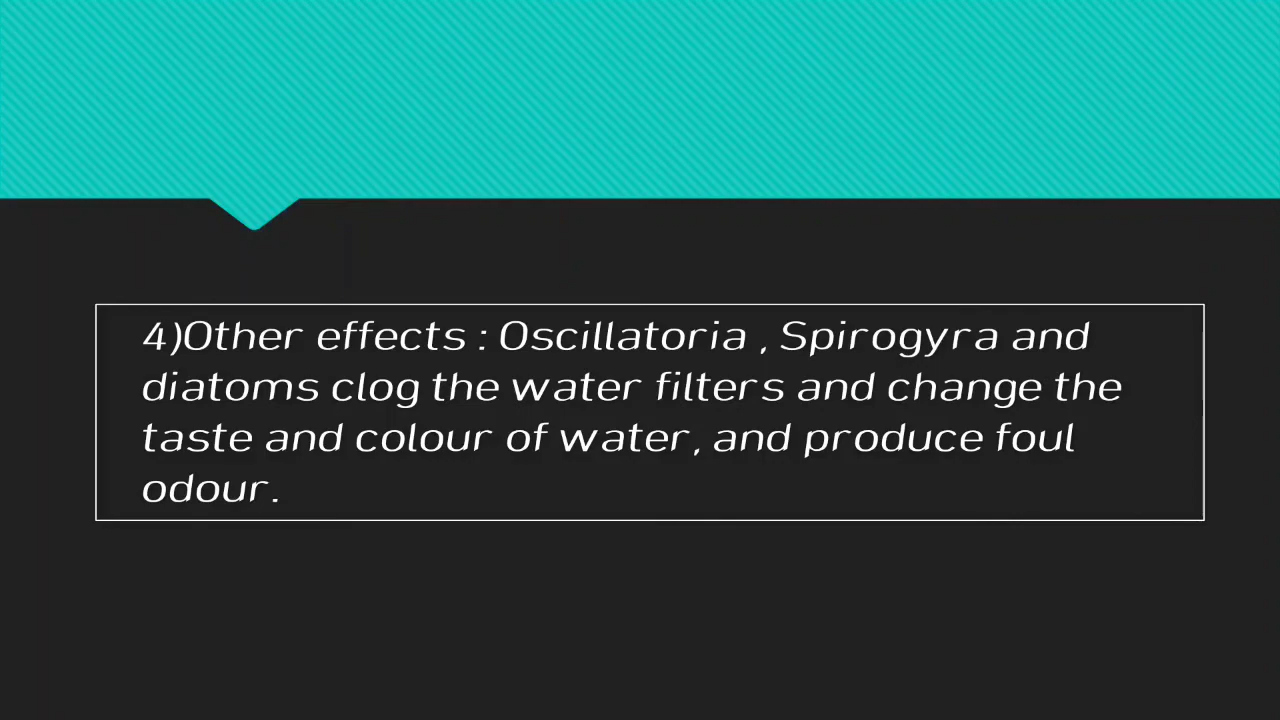 4)Other effects : Oscillatoria , Spirogyra and
diatoms clog the water filters and change the
taste and colour of water, and produce foul
odour.